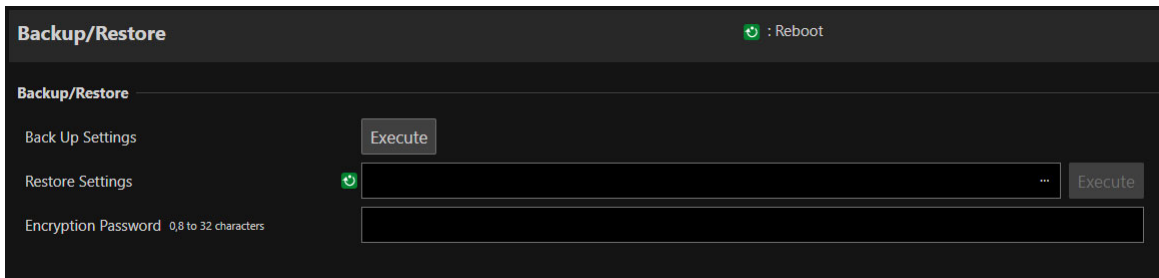 Backup/Restore : Reboot
Backup/Restore
Back Up Settings Execute
Restore Settings ... Execute
Encryption Password 0,8 to 32 characters